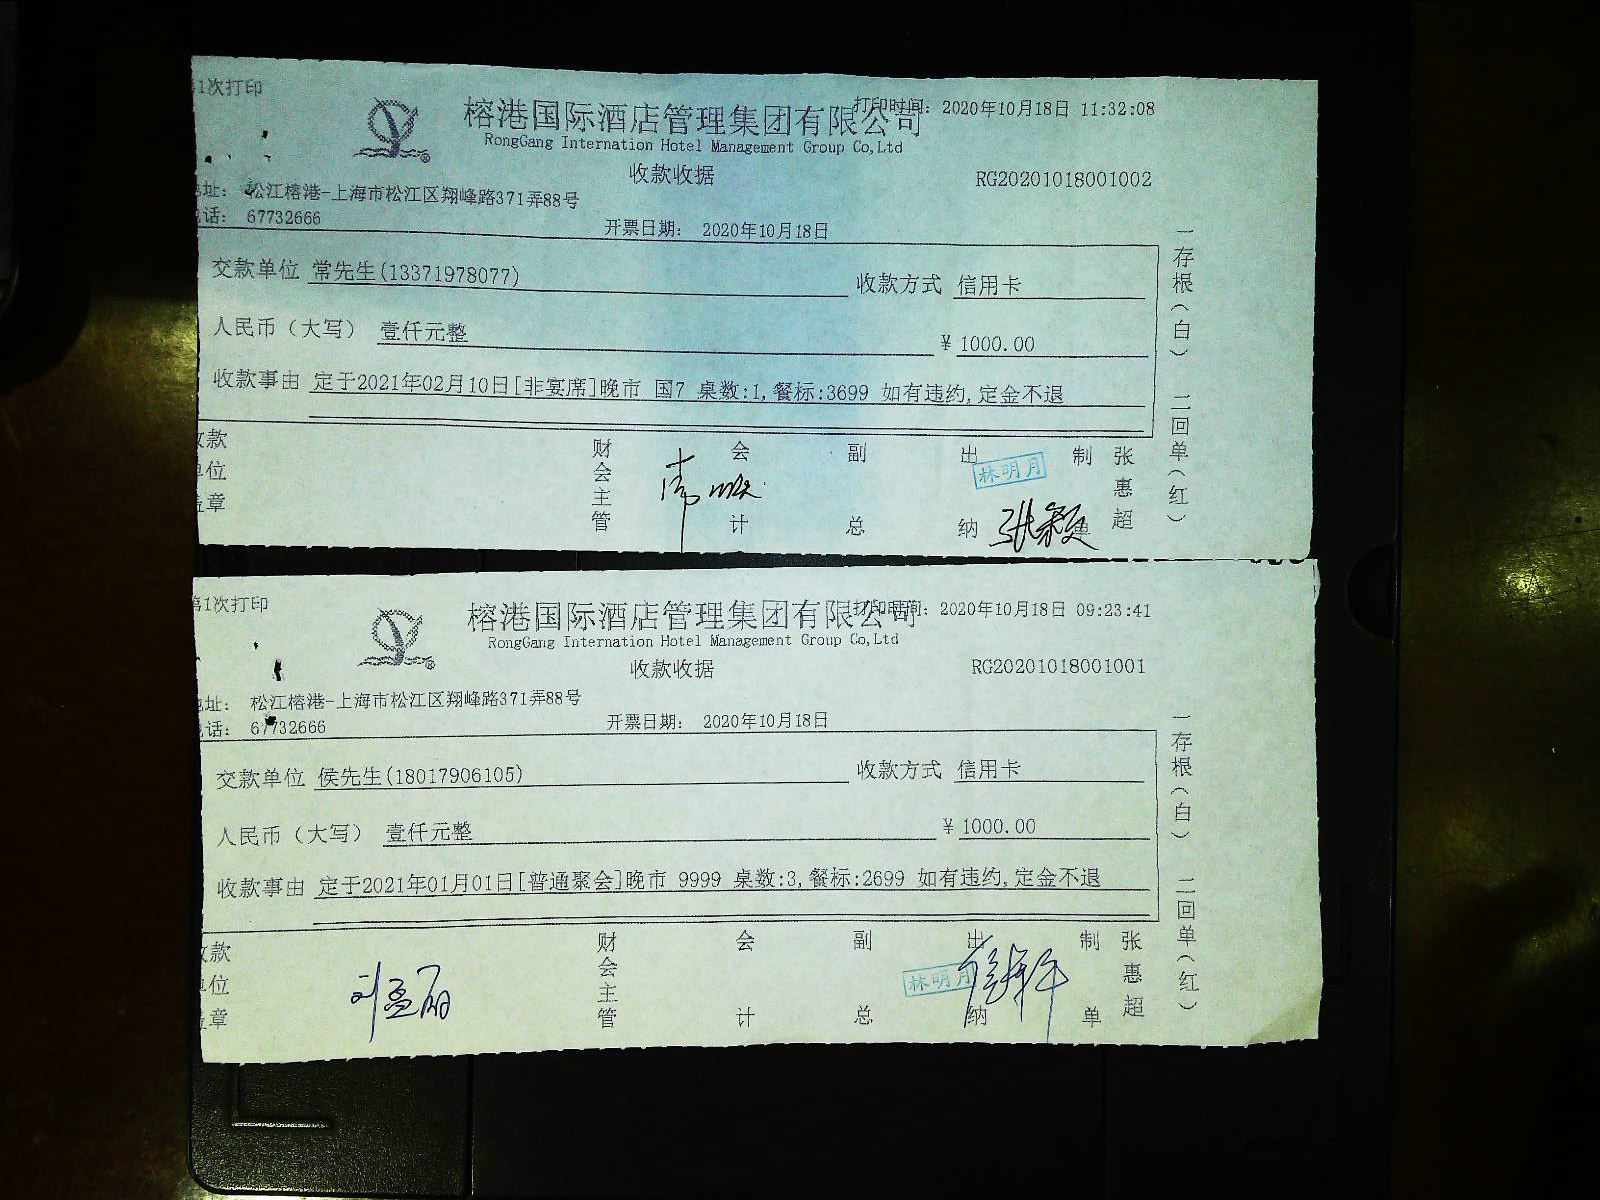 1次打印
榕港国际酒店管理集团有限公司
打印时间: 2020年10月18日 11:32:08
RongGang Internation Hotel Management Group Co,Ltd
收款收据
RG20201018001002
地址: 松江榕港-上海市松江区翔峰路371弄88号
电话: 67732666
开票日期: 2020年10月18日
交款单位 常先生(13371978077) 收款方式 信用卡
人民币（大写） 壹仟元整 ¥ 1000.00
收款事由 定于2021年02月10日[非宴席]晚市 国7 桌数:1,餐标:3699 如有违约,定金不退
一存根（白） 二回单（红）
收款单位盖章 财会主管 会计 副总 出纳 制单 张惠超
林明月
第1次打印
榕港国际酒店管理集团有限公司
打印时间: 2020年10月18日 09:23:41
RongGang Internation Hotel Management Group Co,Ltd
收款收据
RG20201018001001
地址: 松江榕港-上海市松江区翔峰路371弄88号
电话: 67732666
开票日期: 2020年10月18日
交款单位 侯先生(18017906105) 收款方式 信用卡
人民币（大写） 壹仟元整 ¥ 1000.00
收款事由 定于2021年01月01日[普通聚会]晚市 9999 桌数:3,餐标:2699 如有违约,定金不退
一存根（白） 二回单（红）
收款单位盖章 财会主管 会计 副总 出纳 制单 张惠超
刘盈丽
林明月